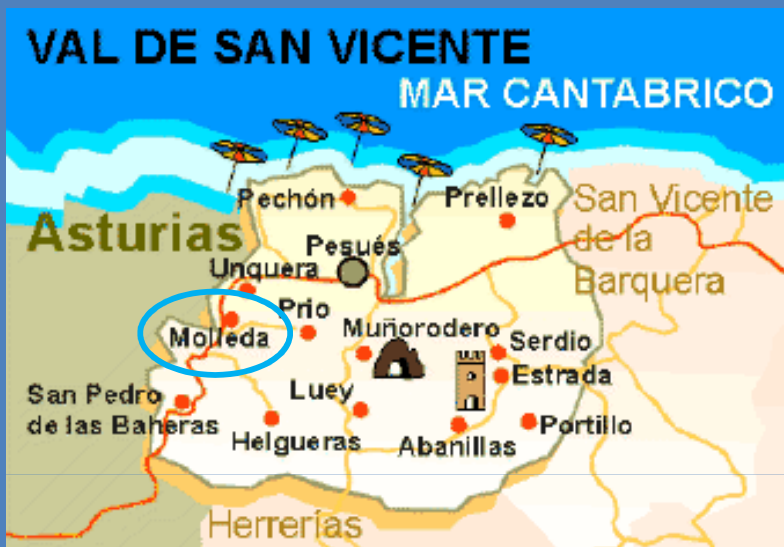 VAL DE SAN VICENTE
MAR CANTABRICO
Pechón
Prellezo
San Vicente
de la
Barquera
Asturias
Pesués
Unquera
Prio
Molleda
Muñorodero
Serdio
Estrada
San Pedro
de las Baheras
Luey
Helgueras
Abanillas
Portillo
Herrerías